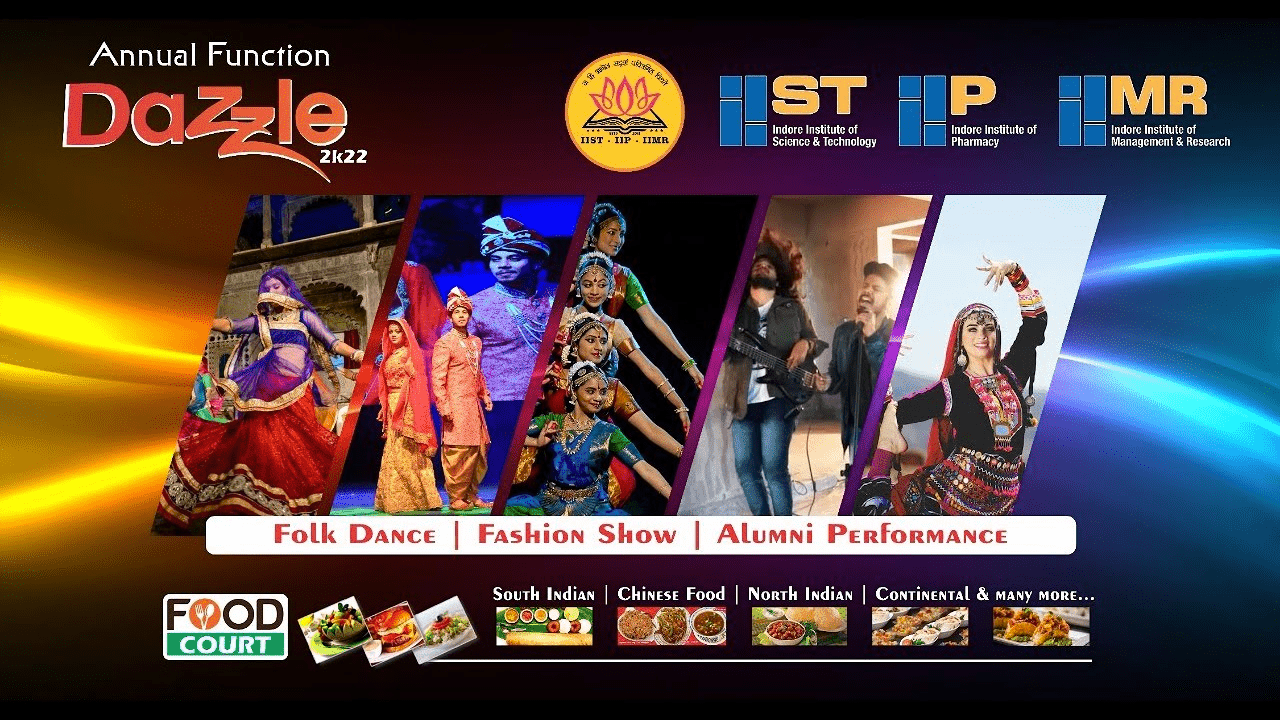 Annual Function
Dazzle
2k22
IIST · IIP · IIMR
IIST
Indore Institute of
Science & Technology
IIP
Indore Institute of
Pharmacy
IIMR
Indore Institute of
Management & Research
Folk Dance | Fashion Show | Alumni Performance
FOOD
COURT
South Indian | Chinese Food | North Indian | Continental & many more...